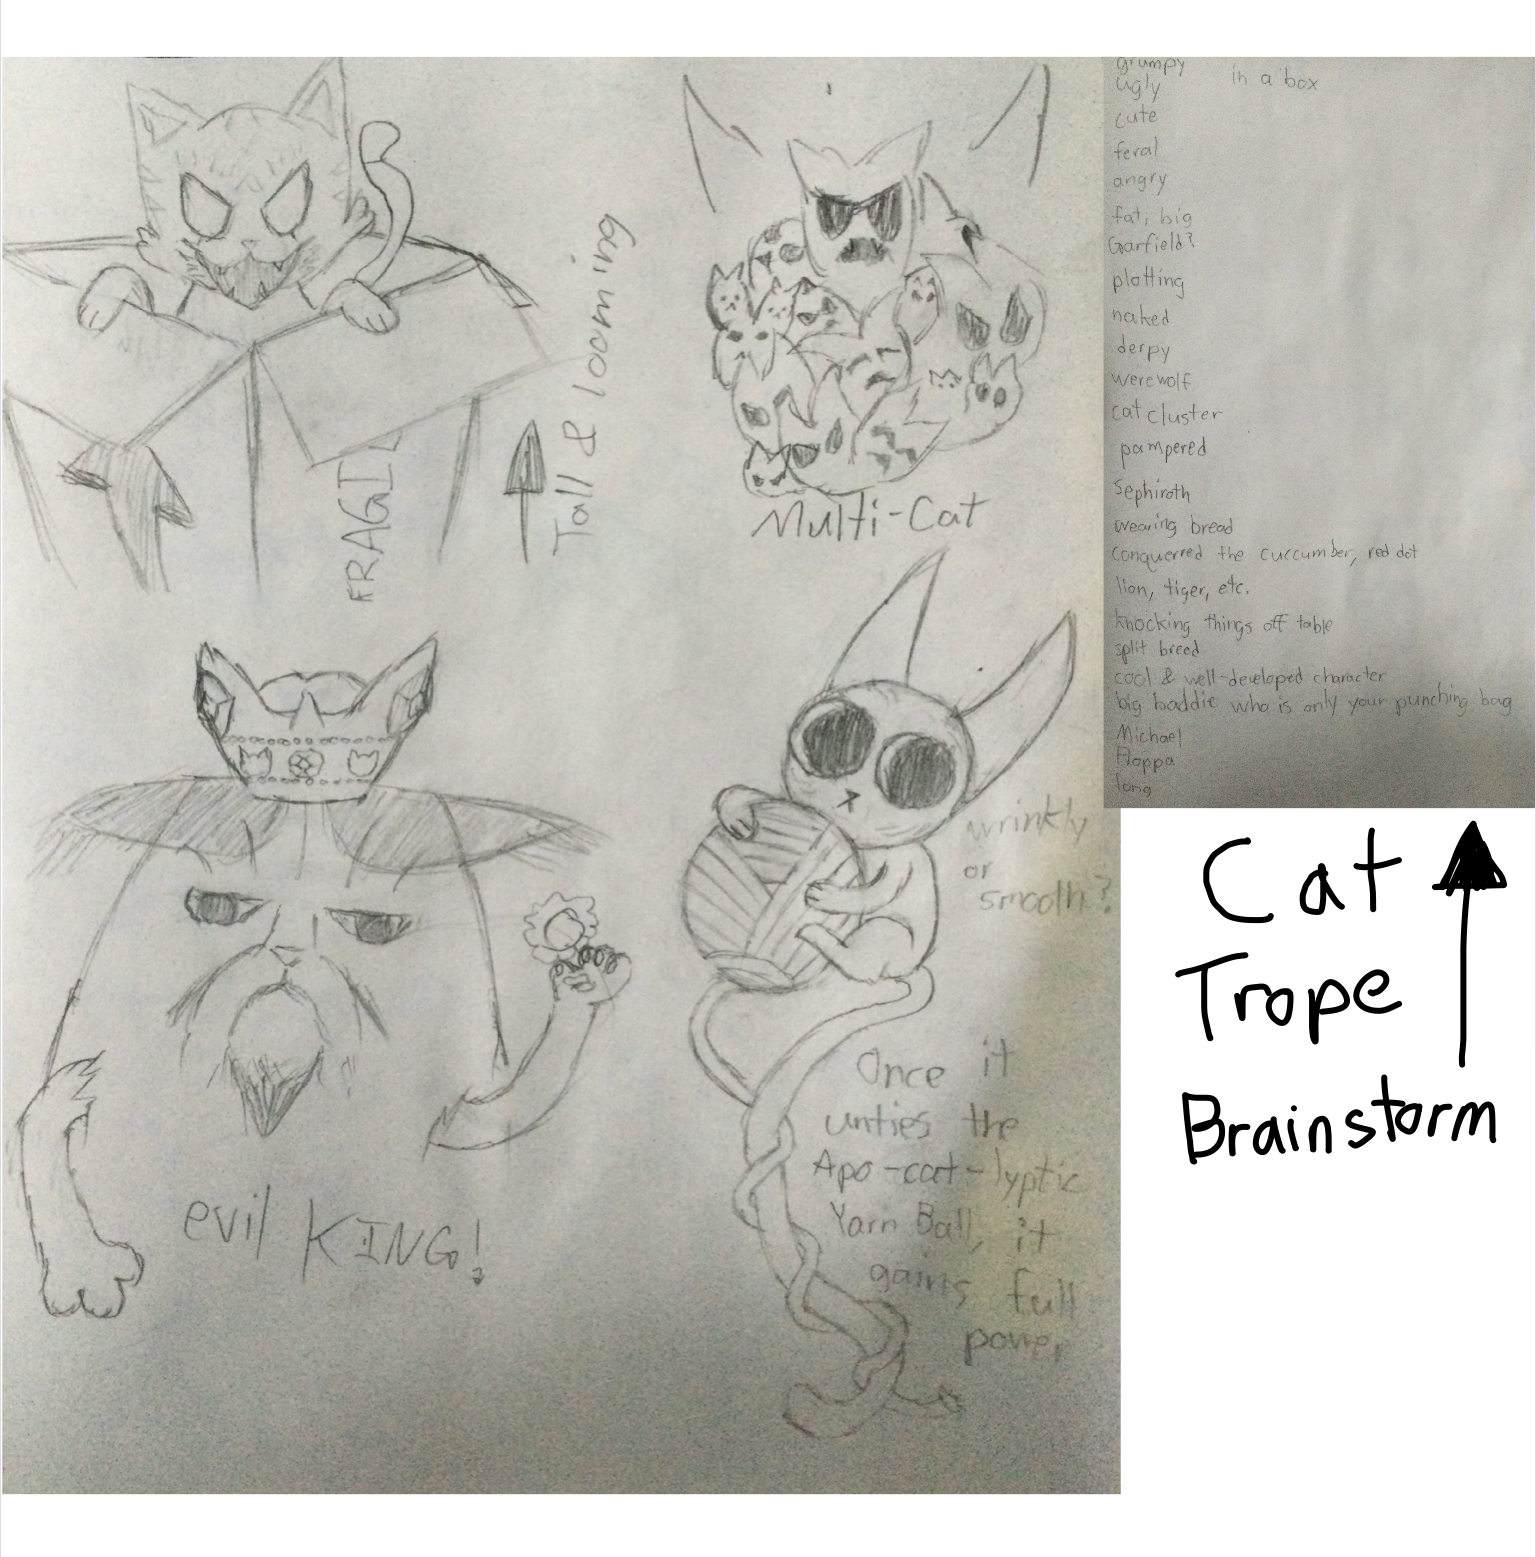 FRAGIL
Tall & looming
Multi-Cat
evil KING!
wrinkly
or
smooth?
Once it
unties the
Apo-cat-lyptic
Yarn Ball, it
gains full
power
grumpy
in a box
ugly
cute
feral
angry
fat, big
Garfield?
plotting
naked
derpy
werewolf
cat cluster
pampered
Sephiroth
wearing bread
conquerred the cuccumber, red dot
lion, tiger, etc.
knocking things off table
split breed
cool & well-developed character
big baddie who is only your punching bag
Michael
Floppa
long
Cat
Trope
Brainstorm